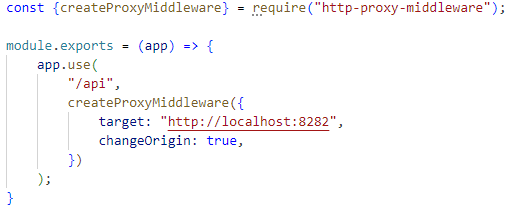 const {createProxyMiddleware} = require("http-proxy-middleware");
module.exports = (app) => {
    app.use(
        "/api",
        createProxyMiddleware({
            target: "http://localhost:8282",
            changeOrigin: true,
        })
    );
}